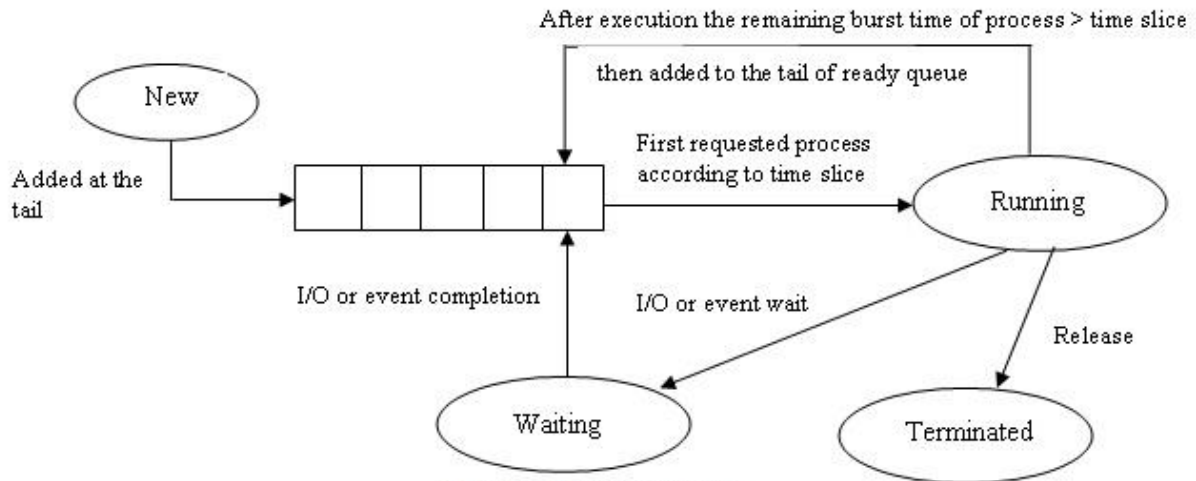 After execution the remaining burst time of process > time slice
then added to the tail of ready queue
New
First requested process
according to time slice
Added at the
tail
Running
I/O or event completion
I/O or event wait
Release
Waiting
Terminated